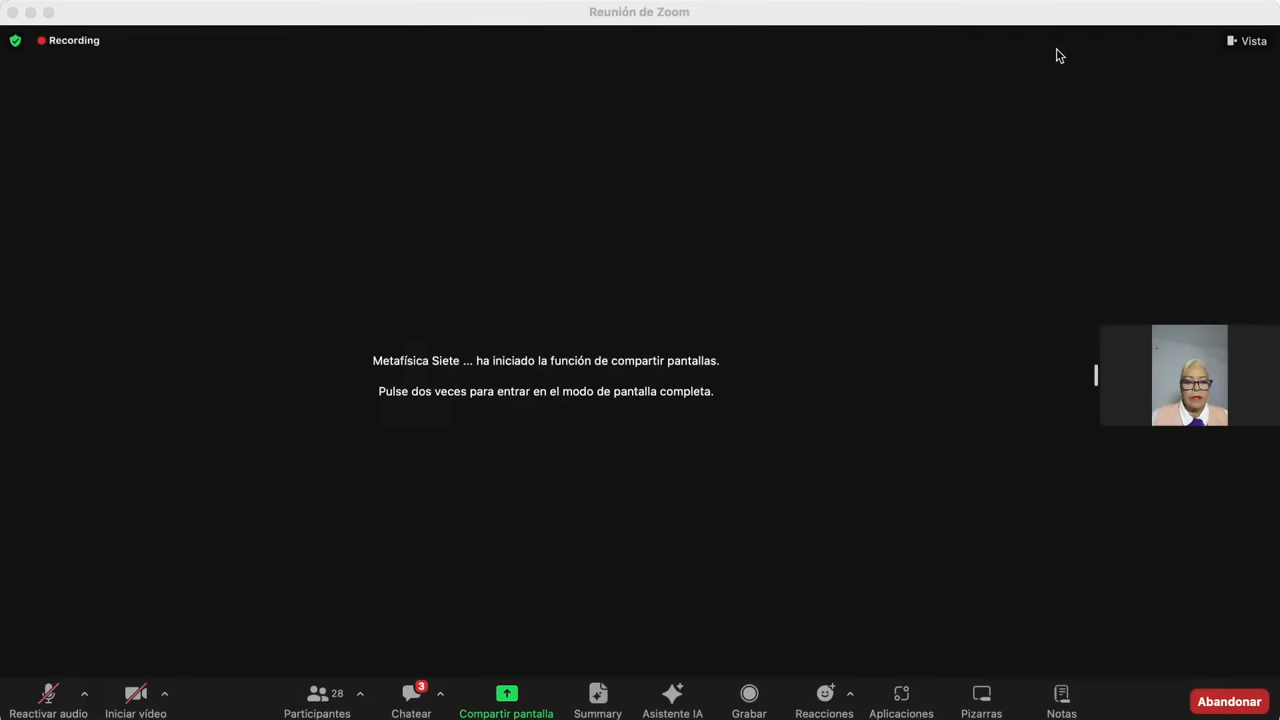 Reunión de Zoom
Recording
Vista
Metafísica Siete ... ha iniciado la función de compartir pantallas.
Pulse dos veces para entrar en el modo de pantalla completa.
28
3
Reactivar audio
Iniciar vídeo
Participantes
Chatear
Compartir pantalla
Summary
Asistente IA
Grabar
Reacciones
Aplicaciones
Pizarras
Notas
Abandonar